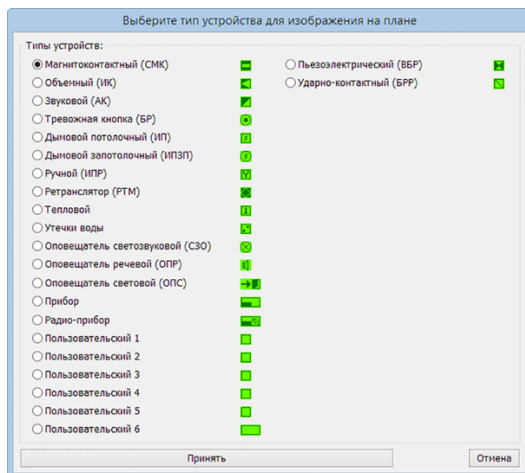 Выберите тип устройства для изображения на плане
Типы устройств:
Магнитоконтактный (СМК)
Объемный (ИК)
Звуковой (АК)
Тревожная кнопка (БР)
Дымовой потолочный (ИП)
Дымовой запотолочный (ИПЗП)
Ручной (ИПР)
Ретранслятор (РТМ)
Тепловой
Утечки воды
Оповещатель светозвуковой (СЗО)
Оповещатель речевой (ОПР)
Оповещатель световой (ОПС)
Прибор
Радио-прибор
Пользовательский 1
Пользовательский 2
Пользовательский 3
Пользовательский 4
Пользовательский 5
Пользовательский 6
Пьезоэлектрический (ВБР)
Ударно-контактный (БРР)
Принять
Отмена